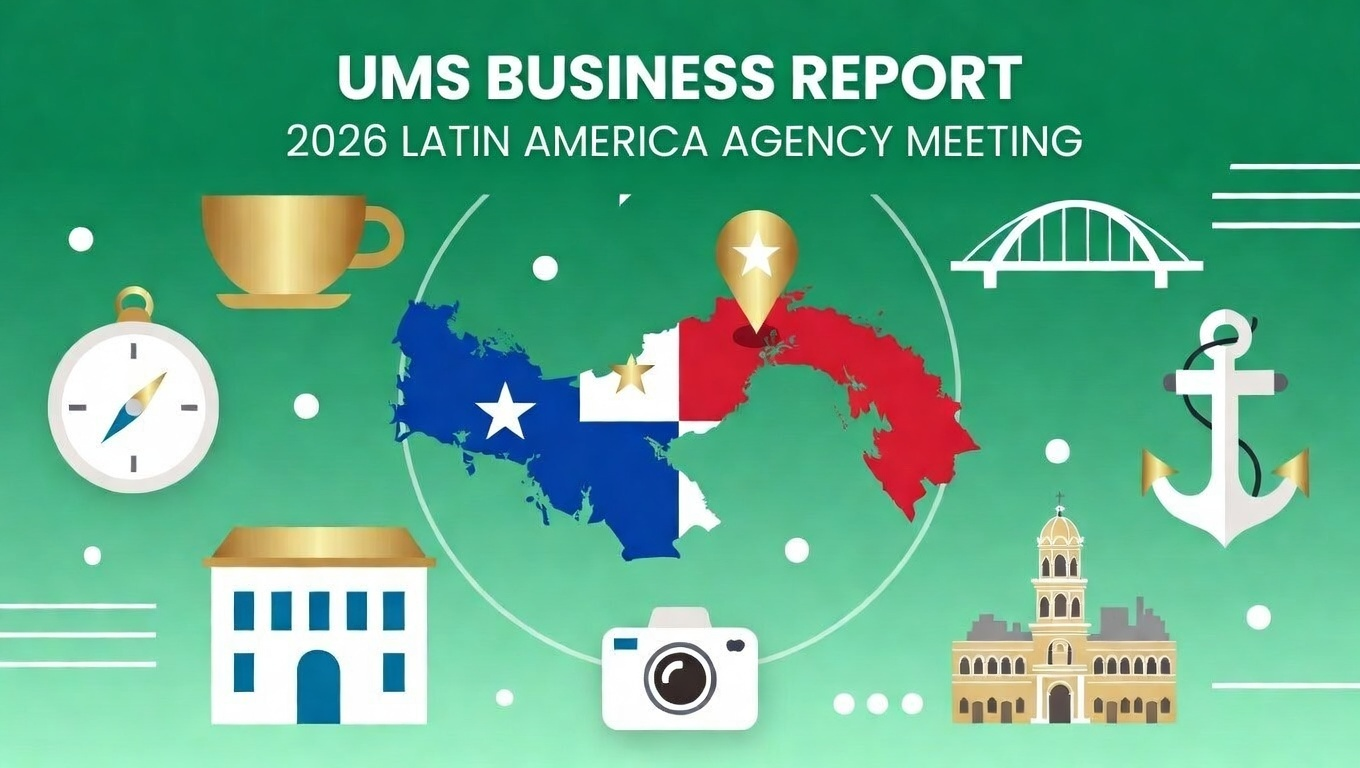 UMS BUSINESS REPORT
2026 LATIN AMERICA AGENCY MEETING